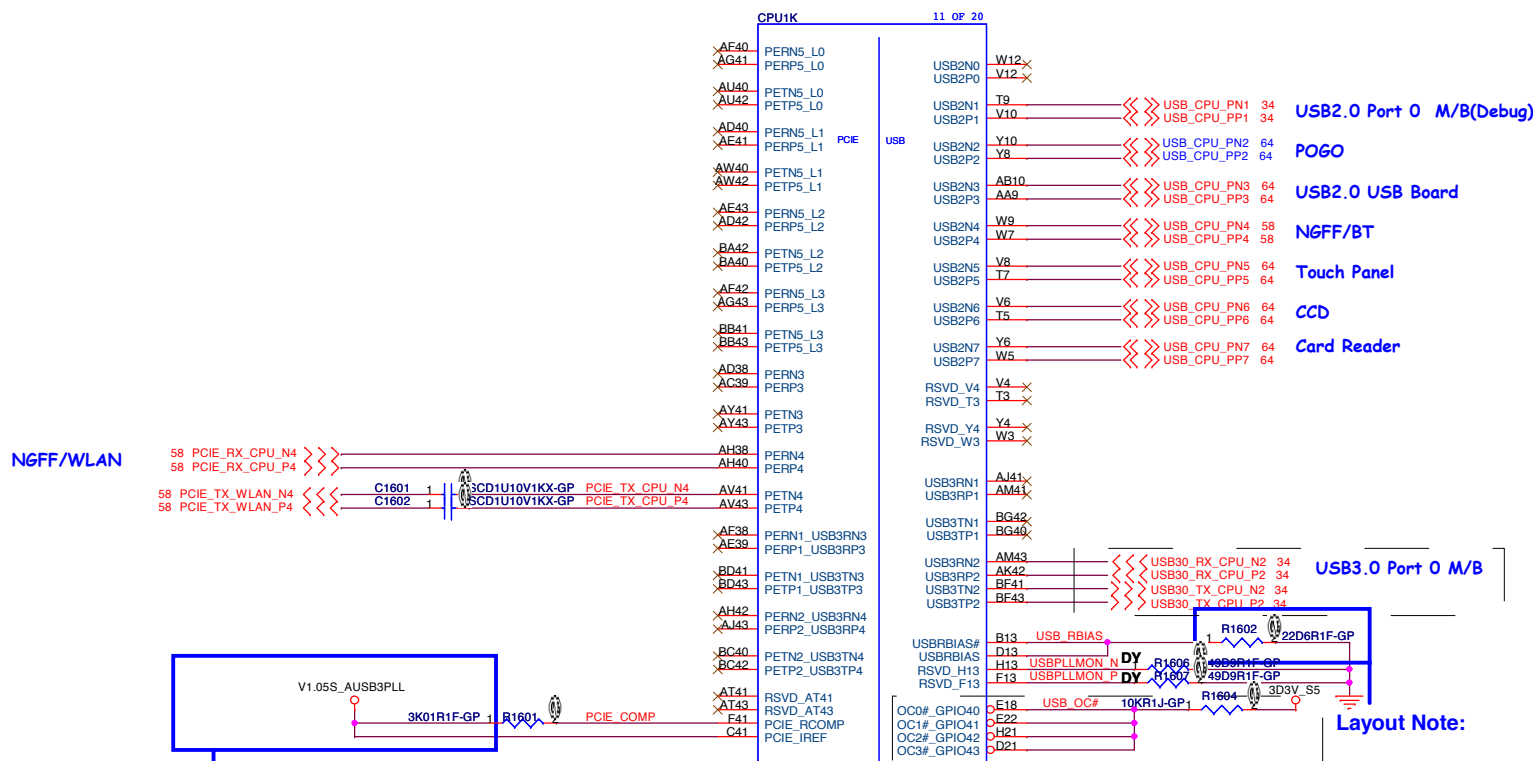 CPU1K 11 OF 20
PCIE USB
AF40 PERN5_L0
AG41 PERP5_L0
AU40 PETN5_L0
AU42 PETP5_L0
AD40 PERN5_L1
AE41 PERP5_L1
AW40 PETN5_L1
AW42 PETP5_L1
AE43 PERN5_L2
AD42 PERP5_L2
BA42 PETN5_L2
BA40 PETP5_L2
AF42 PERN5_L3
AG43 PERP5_L3
BB41 PETN5_L3
BB43 PETP5_L3
AD38 PERN3
AC39 PERP3
AY41 PETN3
AY43 PETP3
NGFF/WLAN
58 PCIE_RX_CPU_N4 AH38 PERN4
58 PCIE_RX_CPU_P4 AH40 PERP4
58 PCIE_TX_WLAN_N4 C1601 1 SCD1U10V1KX-GP PCIE_TX_CPU_N4 AV41 PETN4
58 PCIE_TX_WLAN_P4 C1602 1 SCD1U10V1KX-GP PCIE_TX_CPU_P4 AV43 PETP4
AF38 PERN1_USB3RN3
AE39 PERP1_USB3RP3
BD41 PETN1_USB3TN3
BD43 PETP1_USB3TP3
AH42 PERN2_USB3RN4
AJ43 PERP2_USB3RP4
BC40 PETN2_USB3TN4
BC42 PETP2_USB3TP4
AT41 RSVD_AT41
AT43 RSVD_AT43
V1.05S_AUSB3PLL
3K01R1F-GP 1 R1601 PCIE_COMP F41 PCIE_RCOMP
C41 PCIE_IREF
USB2N0 W12
USB2P0 V12
USB2N1 T9 USB_CPU_PN1 34
USB2P1 V10 USB_CPU_PP1 34
USB2.0 Port 0 M/B(Debug)
USB2N2 Y10 USB_CPU_PN2 64
USB2P2 Y8 USB_CPU_PP2 64
POGO
USB2N3 AB10 USB_CPU_PN3 64
USB2P3 AA9 USB_CPU_PP3 64
USB2.0 USB Board
USB2N4 W9 USB_CPU_PN4 58
USB2P4 W7 USB_CPU_PP4 58
NGFF/BT
USB2N5 V8 USB_CPU_PN5 64
USB2P5 T7 USB_CPU_PP5 64
Touch Panel
USB2N6 V6 USB_CPU_PN6 64
USB2P6 T5 USB_CPU_PP6 64
CCD
USB2N7 Y6 USB_CPU_PN7 64
USB2P7 W5 USB_CPU_PP7 64
Card Reader
RSVD_V4 V4
RSVD_T3 T3
RSVD_Y4 Y4
RSVD_W3 W3
USB3RN1 AJ41
USB3RP1 AM41
USB3TN1 BG42
USB3TP1 BG40
USB3RN2 AM43 USB30_RX_CPU_N2 34
USB3RP2 AK42 USB30_RX_CPU_P2 34
USB3TN2 BF41 USB30_TX_CPU_N2 34
USB3TP2 BF43 USB30_TX_CPU_P2 34
USB3.0 Port 0 M/B
USBRBIAS# B13 USB_RBIAS 1 R1602 22D6R1F-GP
USBRBIAS D13
RSVD_H13 H13 USBPLLMON_N DY R1606 49D9R1F-GP
RSVD_F13 F13 USBPLLMON_P DY R1607 49D9R1F-GP
OC0#_GPIO40 E18 USB_OC# 10KR1J-GP 1 R1604 3D3V_S5
OC1#_GPIO41 E22
OC2#_GPIO42 H21
OC3#_GPIO43 D21
Layout Note: